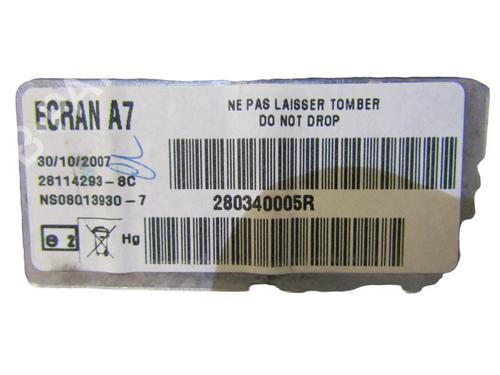 ECRAN A7
NE PAS LAISSER TOMBER
DO NOT DROP
30/10/2007
28114293-8C
NS08013930-7
280340005R
2
Hg